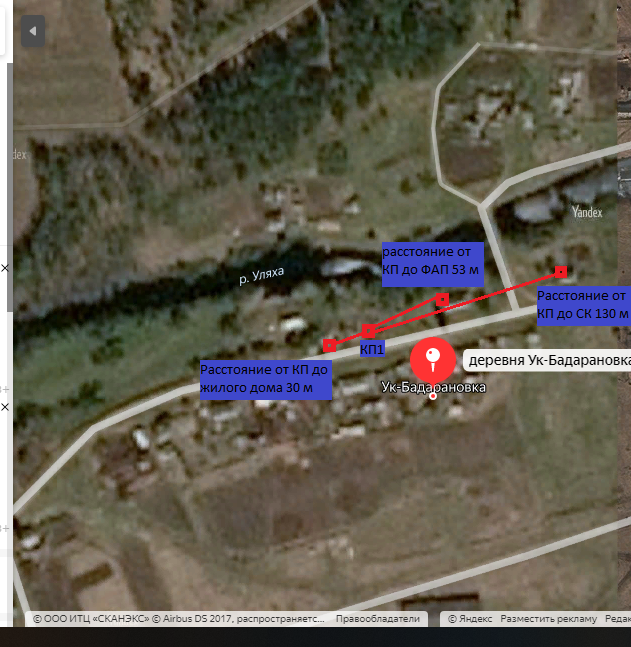 dex
Yandex
расстояние от
КП до ФАП 53 м
р. Уляха
Расстояние от
КП до СК 130 м
КП1
Расстояние от КП до
жилого дома 30 м
деревня Ук-Бадарановка
Ук-Бадарановка
© ООО ИТЦ «СКАНЭКС» © Airbus DS 2017, распространяетс... Правообладатели
© Яндекс Разместить рекламу Редак